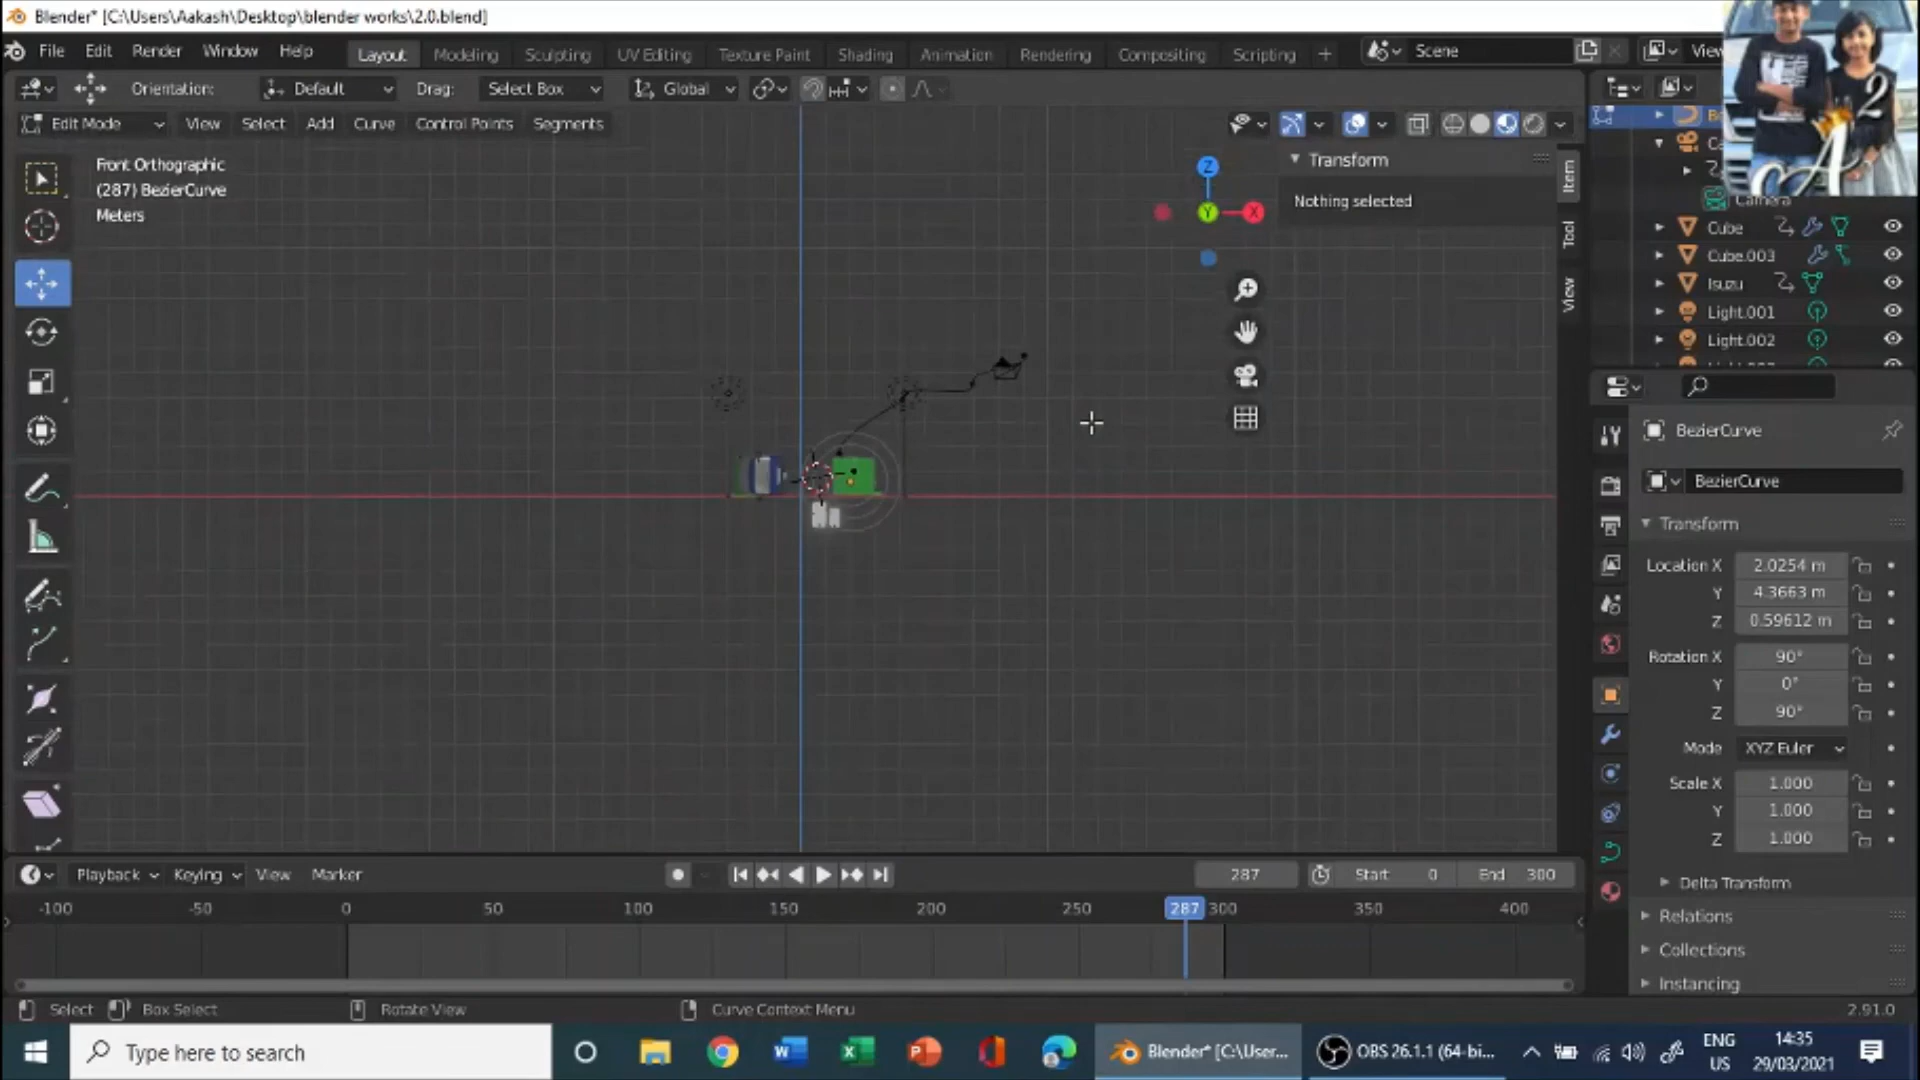 Blender* [C:\Users\Aakash\Desktop\blender works\2.0.blend]
File Edit Render Window Help Layout Modeling Sculpting UV Editing Texture Paint Shading Animation Rendering Compositing Scripting + Scene
Orientation: Default Drag: Select Box Global
Edit Mode View Select Add Curve Control Points Segments
Front Orthographic
(287) BezierCurve
Meters
Transform
Nothing selected
Item
Tool
View
Z
Y
X
A 2
Camera
Cube
Cube.003
Isuzu
Light.001
Light.002
BezierCurve
BezierCurve
Transform
Location X 2.0254 m
Y 4.3663 m
Z 0.59612 m
Rotation X 90°
Y 0°
Z 90°
Mode XYZ Euler
Scale X 1.000
Y 1.000
Z 1.000
Delta Transform
Relations
Collections
Instancing
Playback Keying View Marker 287 Start 0 End 300
-100 -50 0 50 100 150 200 250 287 300 350 400
Select Box Select Rotate View Curve Context Menu 2.91.0
Type here to search Blender* [C:\User... OBS 26.1.1 (64-bi... ENG US 14:35 29/03/2021